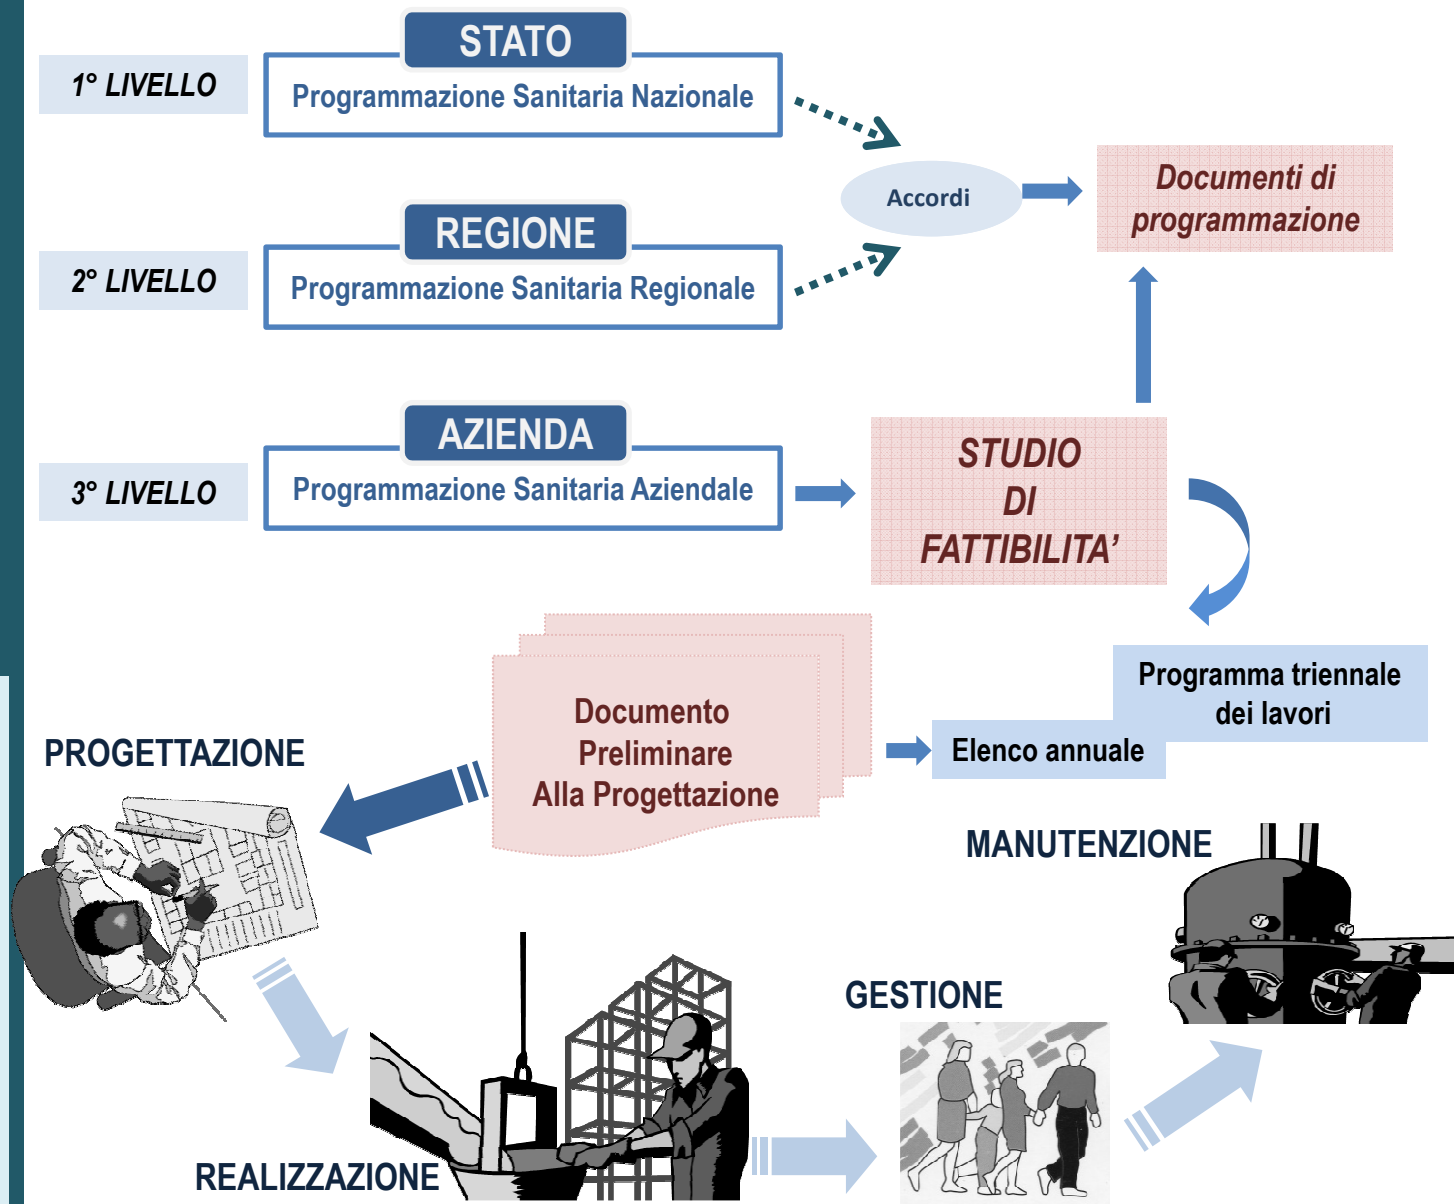 STATO
1° LIVELLO
Programmazione Sanitaria Nazionale
Accordi
Documenti di
programmazione
REGIONE
2° LIVELLO
Programmazione Sanitaria Regionale
AZIENDA
3° LIVELLO
Programmazione Sanitaria Aziendale
STUDIO
DI
FATTIBILITA’
Programma triennale
dei lavori
Elenco annuale
Documento
Preliminare
Alla Progettazione
PROGETTAZIONE
MANUTENZIONE
GESTIONE
REALIZZAZIONE